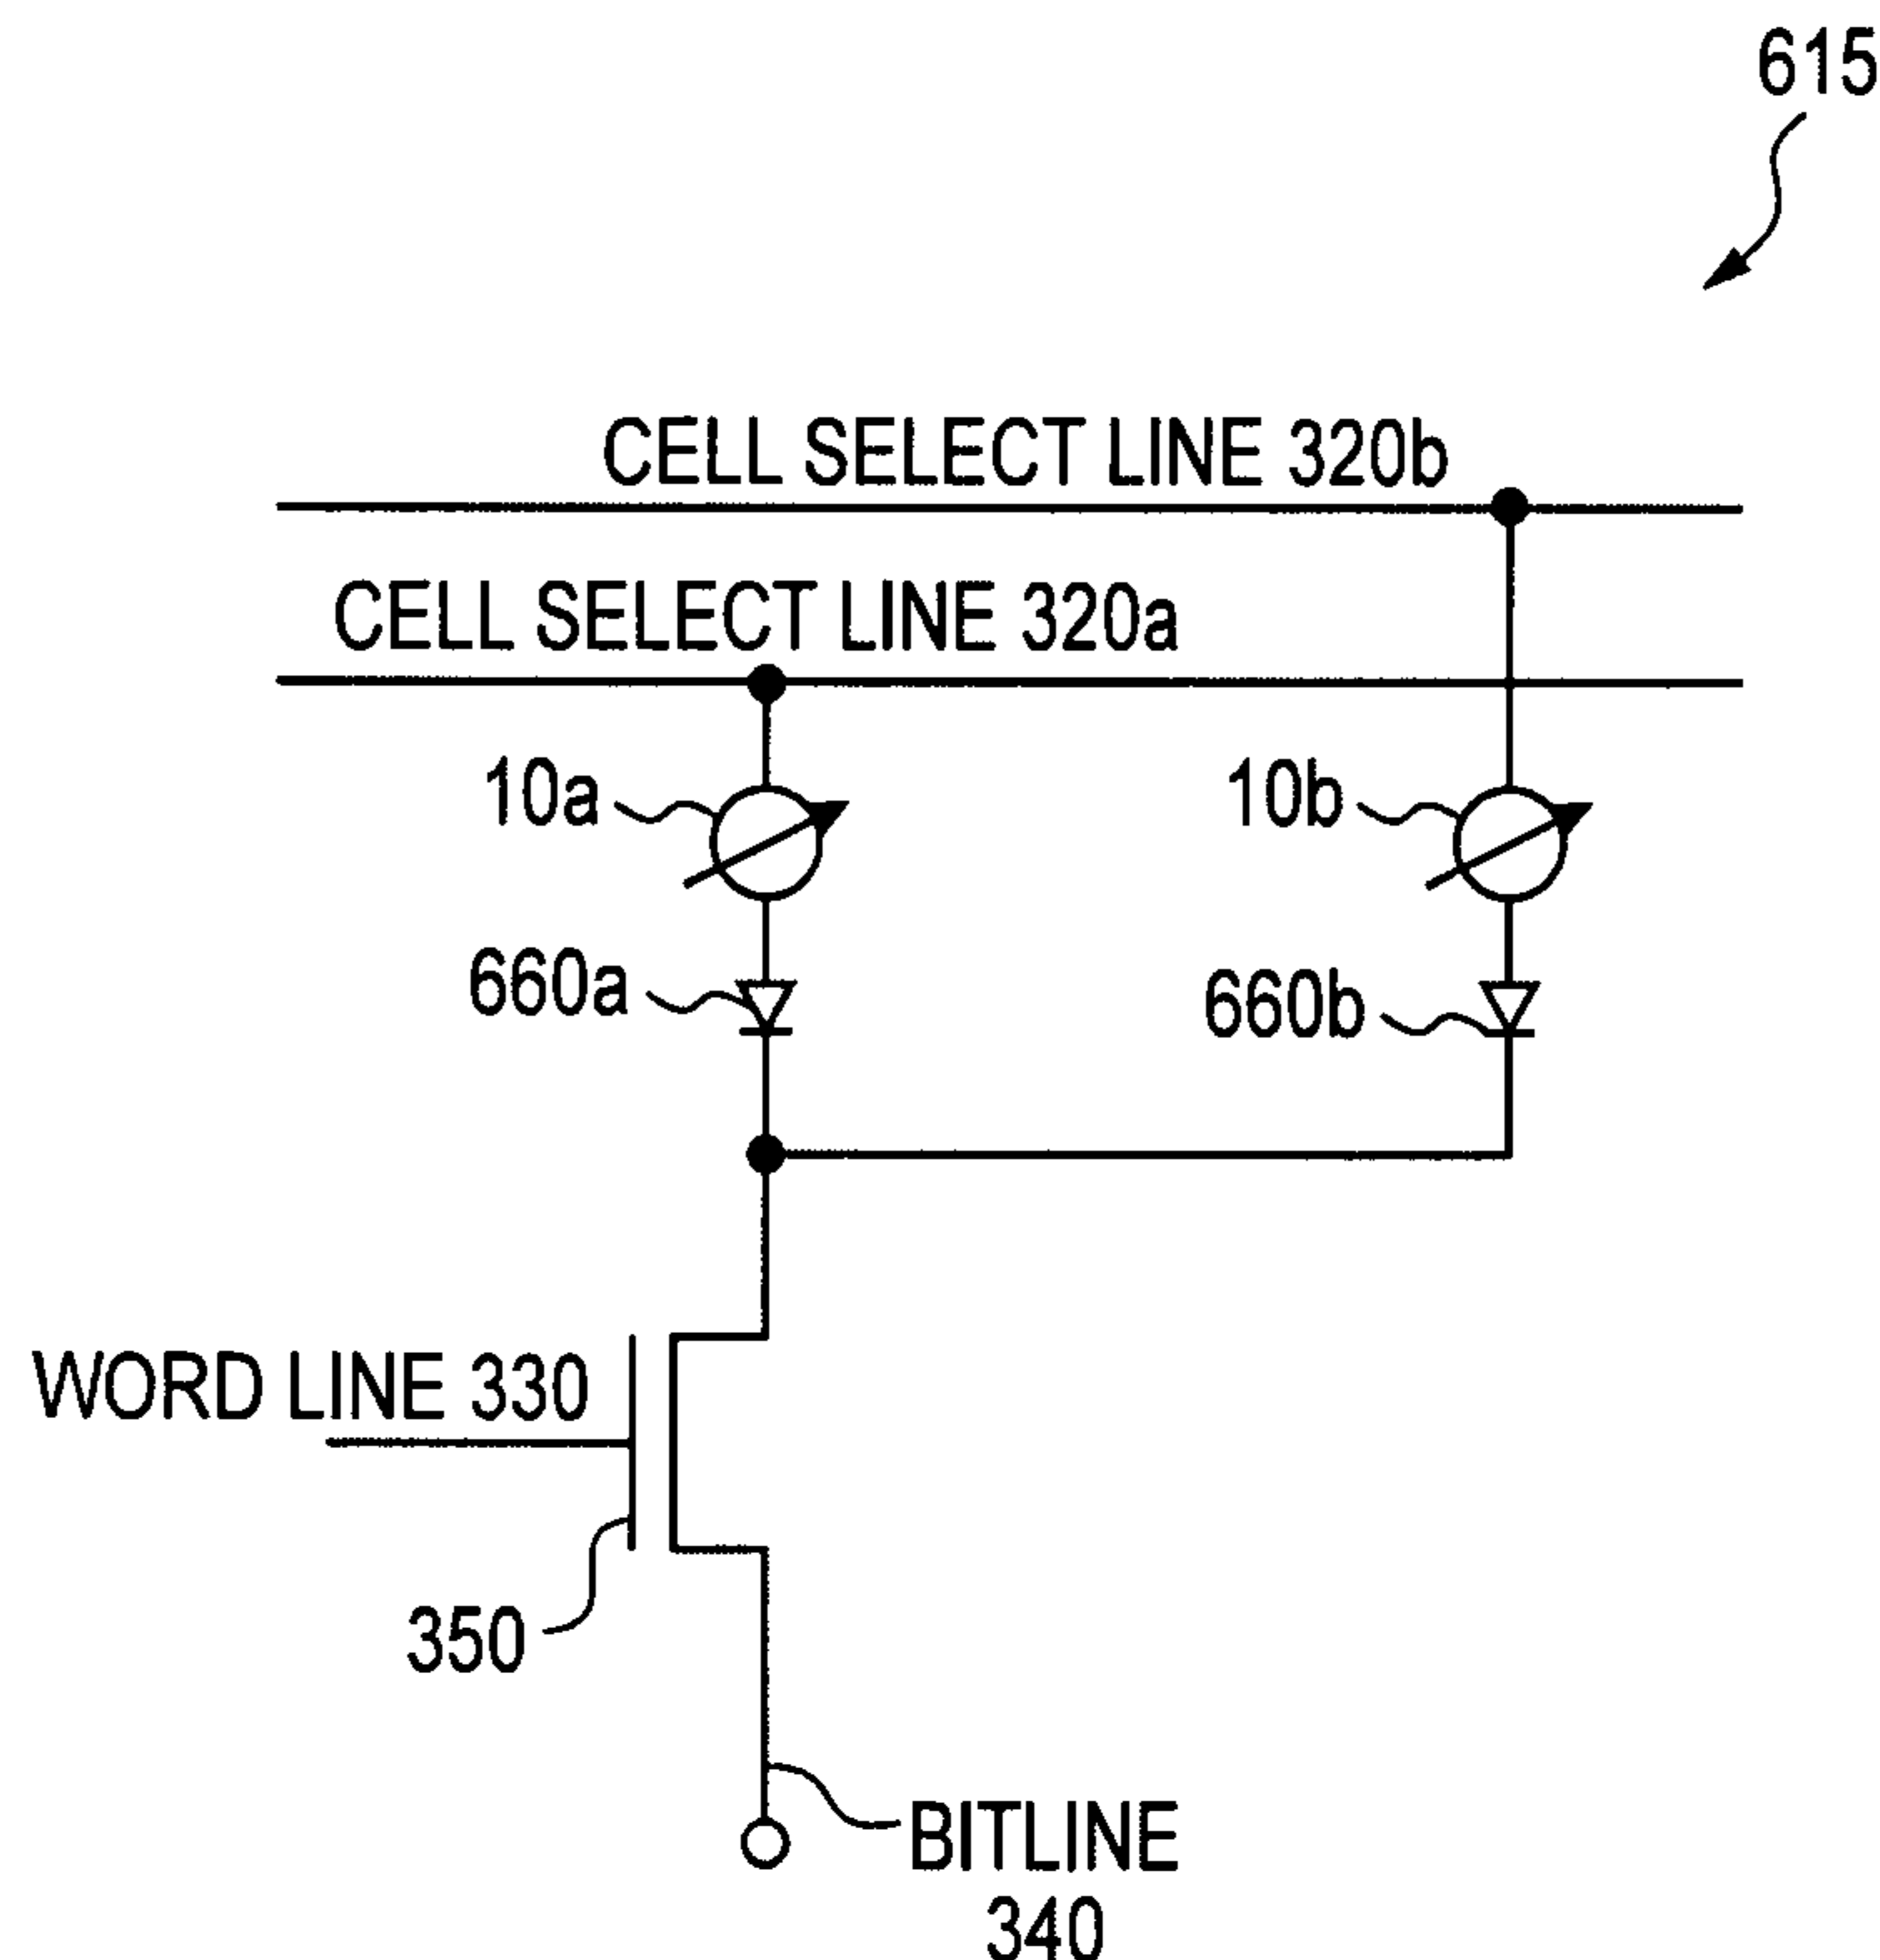 615
CELL SELECT LINE 320b
CELL SELECT LINE 320a
10a
10b
660a
660b
WORD LINE 330
350
BITLINE
340